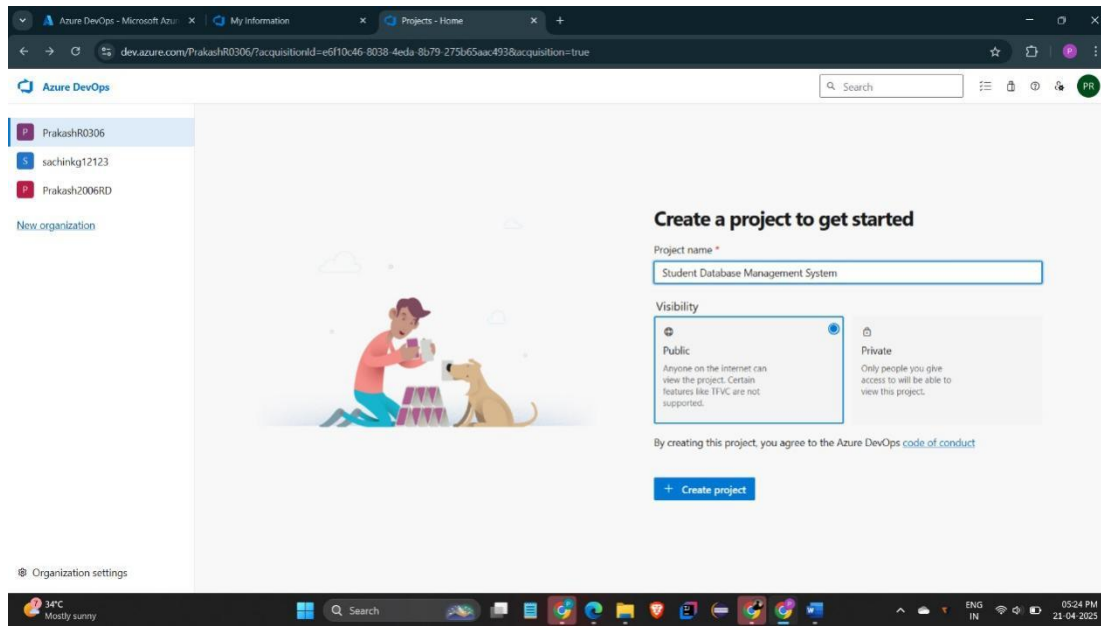 Azure DevOps - Microsoft Azur
My Information
Projects - Home
dev.azure.com/PrakashR0306/?acquisitionId=e6f10c46-8038-4eda-8b79-275b65aac493&acquisition=true
P
Azure DevOps
Search
PR
P PrakashR0306
S sachinkg12123
P Prakash2006RD
New organization
Create a project to get started
Project name *
Student Database Management System
Visibility
Public
Anyone on the internet can
view the project. Certain
features like TFVC are not
supported.
Private
Only people you give
access to will be able to
view this project.
By creating this project, you agree to the Azure DevOps code of conduct
+ Create project
Organization settings
34°C
Mostly sunny
Search
ENG
IN
05:24 PM
21-04-2025